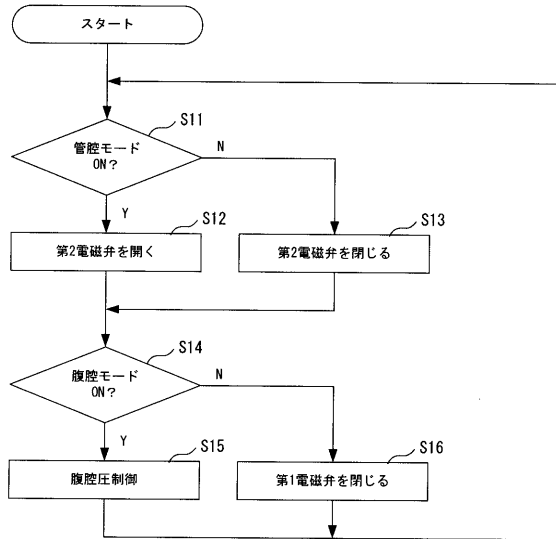 スタート
S11
管腔モード
ON?
N
Y
S12
第2電磁弁を開く
S13
第2電磁弁を閉じる
S14
腹腔モード
ON?
N
Y
S15
腹腔圧制御
S16
第1電磁弁を閉じる